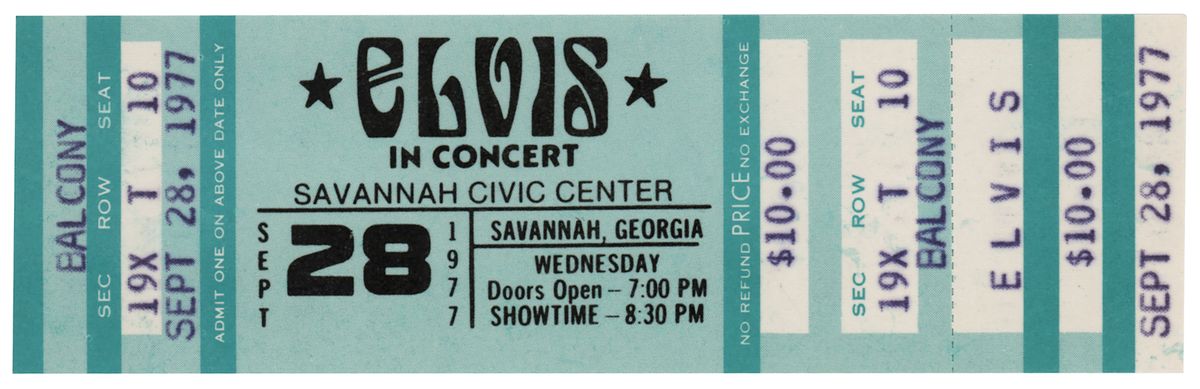 BALCONY
SEC ROW SEAT
19X T 10
SEPT 28, 1977
ADMIT ONE ON ABOVE DATE ONLY
ELVIS
IN CONCERT
SAVANNAH CIVIC CENTER
SEPT 28 1977
SAVANNAH, GEORGIA
WEDNESDAY
Doors Open – 7:00 PM
SHOWTIME – 8:30 PM
NO REFUND PRICE NO EXCHANGE
$10.00
SEC ROW SEAT
19X T 10
BALCONY
ELVIS
$10.00
SEPT 28, 1977